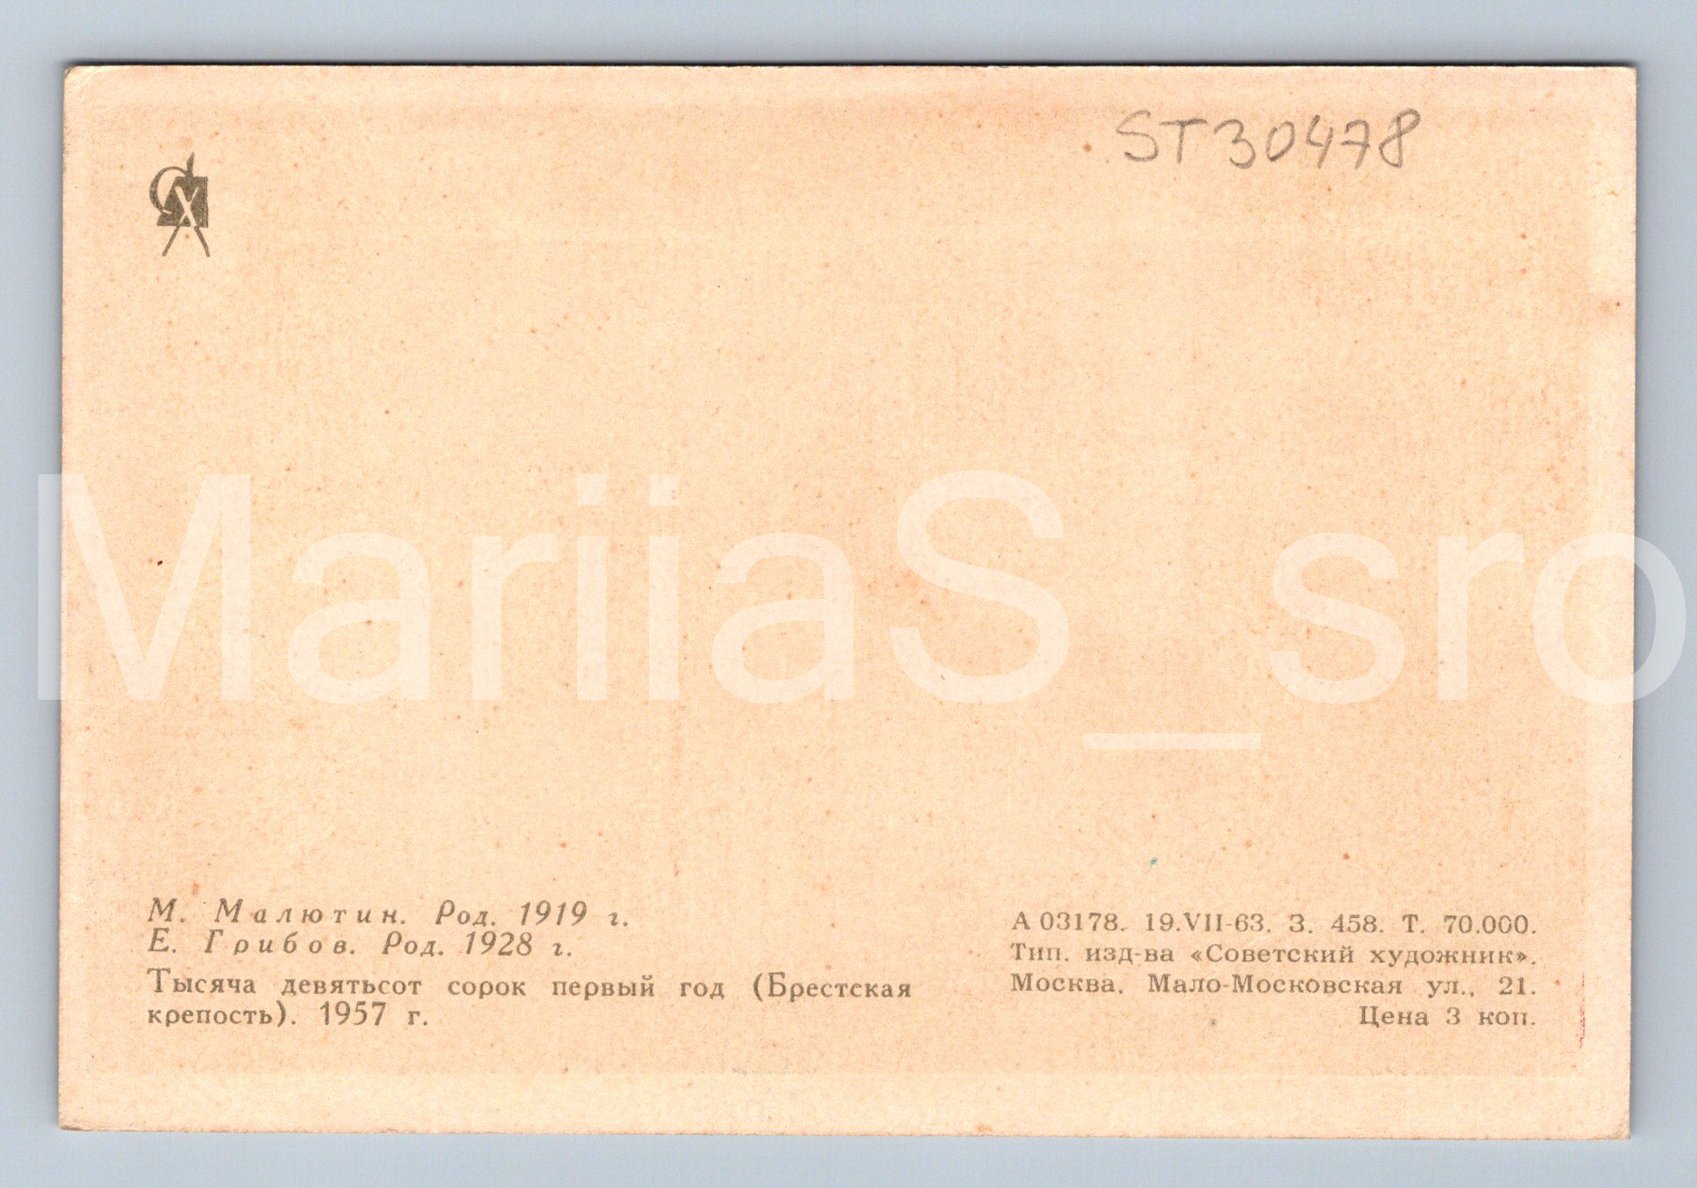 ST30478
MariiaS_sro
М. Малютин. Род. 1919 г.
Е. Грибов. Род. 1928 г.
Тысяча девятьсот сорок первый год (Брестская
крепость). 1957 г.
А 03178. 19.VII-63. З. 458. Т. 70.000.
Тип. изд-ва «Советский художник».
Москва, Мало-Московская ул., 21.
Цена 3 коп.